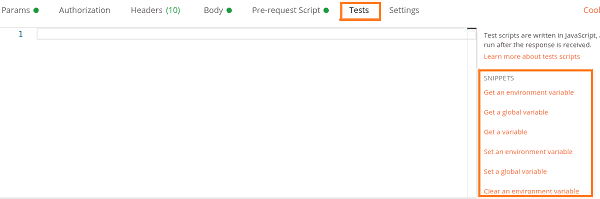 Params Authorization Headers (10) Body Pre-request Script Tests Settings
1
Test scripts are written in JavaScript,
run after the response is received.
Learn more about tests scripts
SNIPPETS
Get an environment variable
Get a global variable
Get a variable
Set an environment variable
Set a global variable
Clear an environment variable